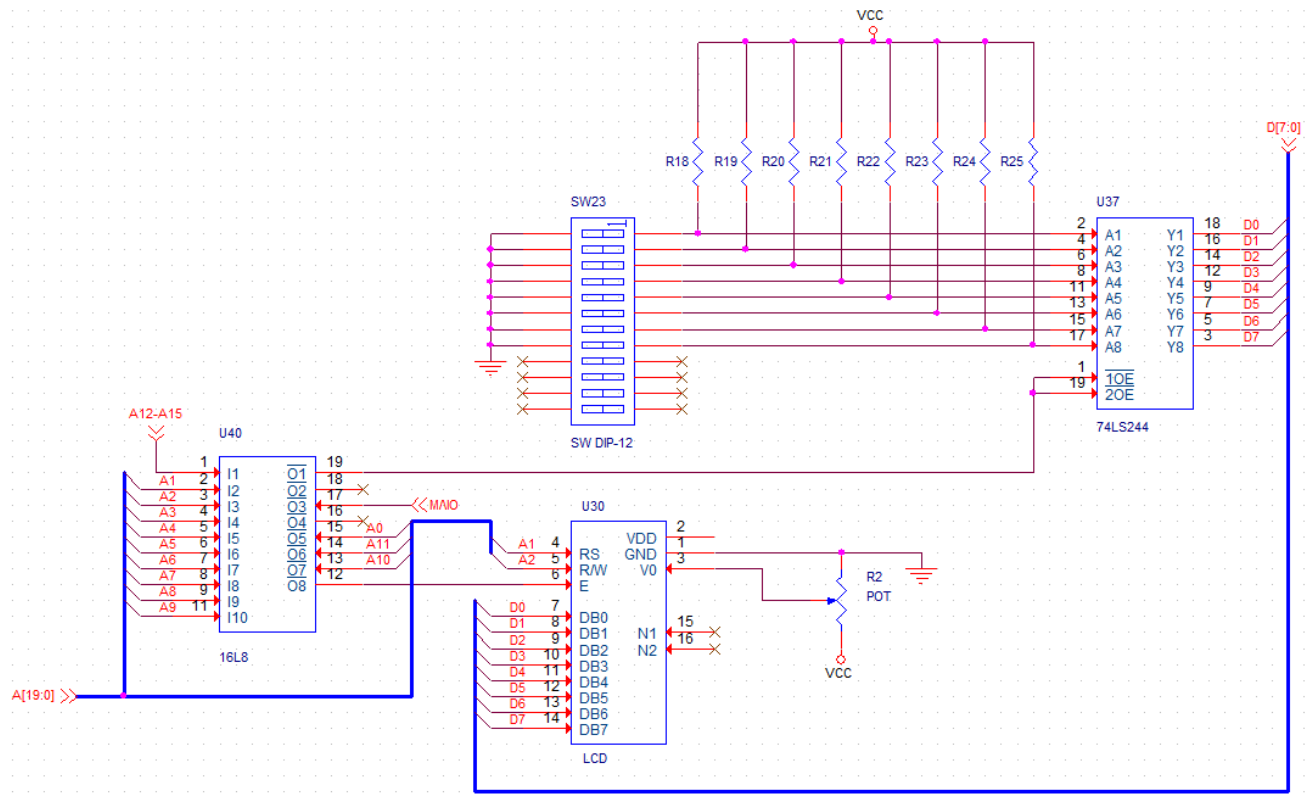 VCC
D[7:0]
R18 R19 R20 R21 R22 R23 R24 R25
SW23
1
SW DIP-12
U37
2 A1 Y1 18 D0
4 A2 Y2 16 D1
6 A3 Y3 14 D2
8 A4 Y4 12 D3
11 A5 Y5 9 D4
13 A6 Y6 7 D5
15 A7 Y7 5 D6
17 A8 Y8 3 D7
1 1OE
19 2OE
74LS244
A12-A15
U40
1 I1 O1 19
A1 2 I2 O2 18
A2 3 I3 O3 17 M/IO
A3 4 I4 O4 16
A4 5 I5 O5 15 A0
A5 6 I6 O6 14 A11
A6 7 I7 O7 13 A10
A7 8 I8 O8 12
A8 9 I9
A9 11 I10
16L8
A[19:0]
U30
VDD 2
A1 4 RS GND 1
A2 5 R/W V0 3
6 E
D0 7 DB0
D1 8 DB1 N1 15
D2 9 DB2 N2 16
D3 10 DB3
D4 11 DB4
D5 12 DB5
D6 13 DB6
D7 14 DB7
LCD
R2
POT
VCC